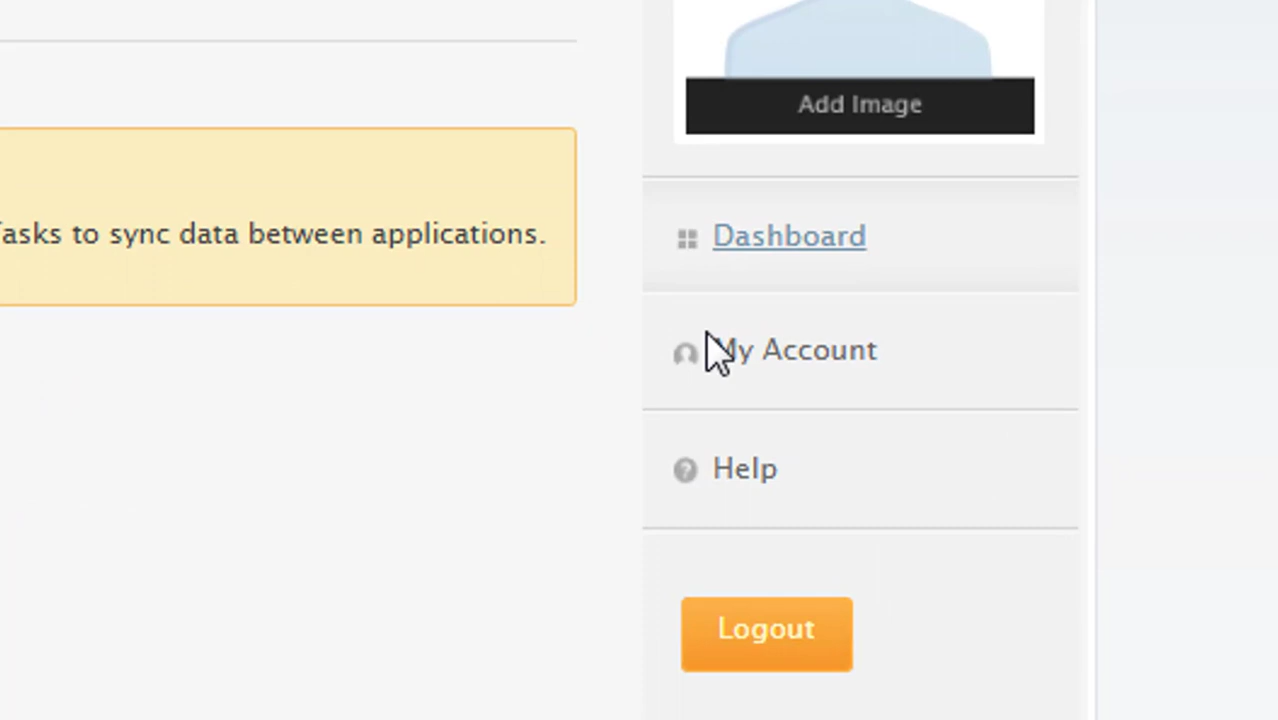 Add Image
Tasks to sync data between applications.
Dashboard
My Account
Help
Logout